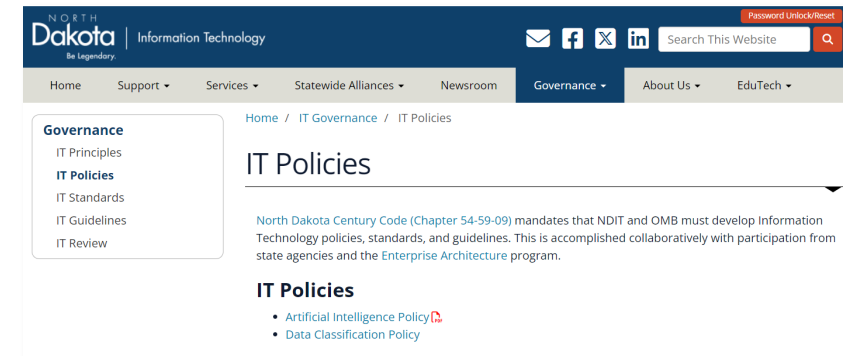 NORTH
Dakota | Information Technology
Be Legendary.
Password Unlock/Reset
Search This Website
Home Support Services Statewide Alliances Newsroom Governance About Us EduTech
Governance
IT Principles
IT Policies
IT Standards
IT Guidelines
IT Review
Home / IT Governance / IT Policies
IT Policies
North Dakota Century Code (Chapter 54-59-09) mandates that NDIT and OMB must develop Information
Technology policies, standards, and guidelines. This is accomplished collaboratively with participation from
state agencies and the Enterprise Architecture program.
IT Policies
• Artificial Intelligence Policy PDF
• Data Classification Policy